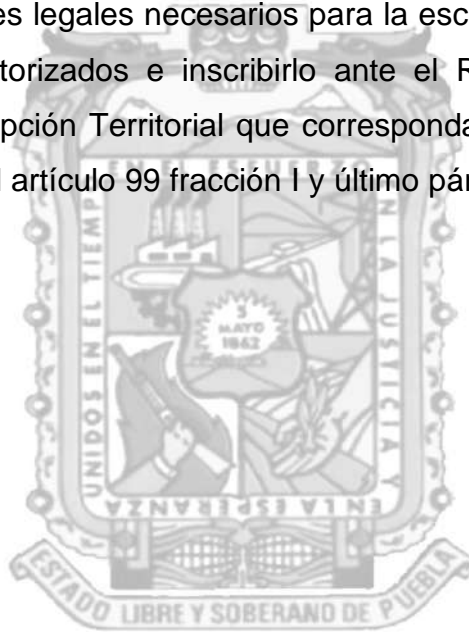 es legales necesarios para la esc
torizados e inscribirlo ante el R
pción Territorial que corresponda
l artículo 99 fracción I y último pár
UNIDOS EN EL TIEMPO
EN EL ESFUERZO
EN LA JUSTICIA Y
EN LA ESPERANZA
5
MAYO
1862
ESTADO LIBRE Y SOBERANO DE PUEBLA